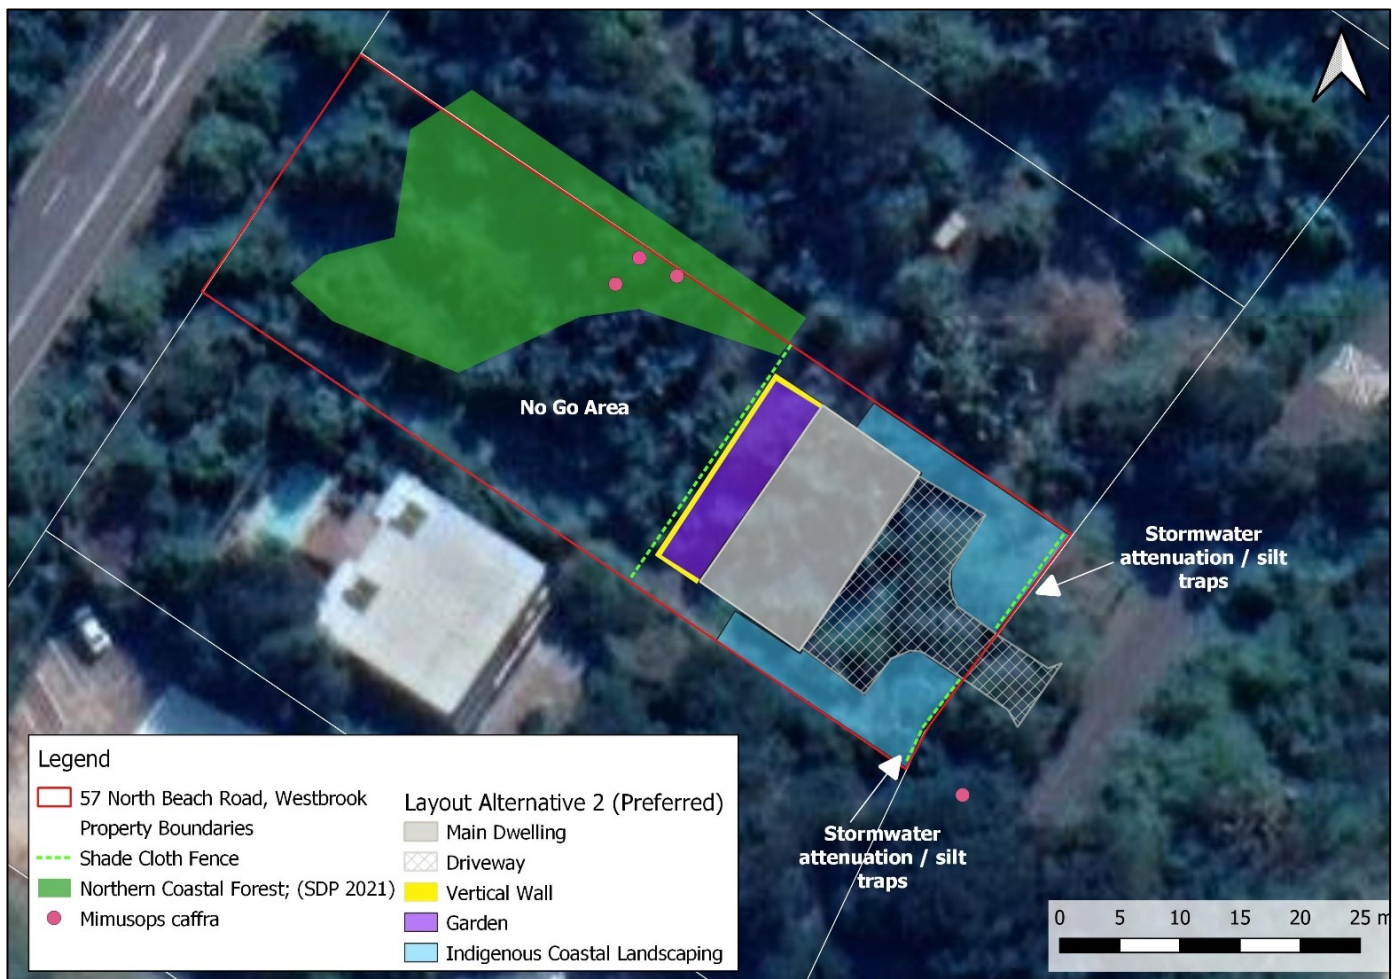 No Go Area
Stormwater
attenuation / silt
traps
Stormwater
attenuation / silt
traps
Legend
57 North Beach Road, Westbrook
Property Boundaries
Shade Cloth Fence
Northern Coastal Forest; (SDP 2021)
Mimusops caffra
Layout Alternative 2 (Preferred)
Main Dwelling
Driveway
Vertical Wall
Garden
Indigenous Coastal Landscaping
0 5 10 15 20 25 m